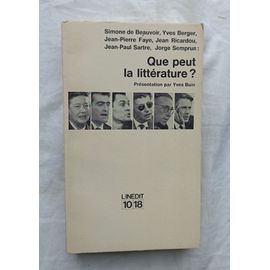 Simone de Beauvoir, Yves Berger,
Jean-Pierre Faye, Jean Ricardou,
Jean-Paul Sartre, Jorge Semprun :
Que peut
la littérature ?
Présentation par Yves Buin
L'INEDIT
10|18